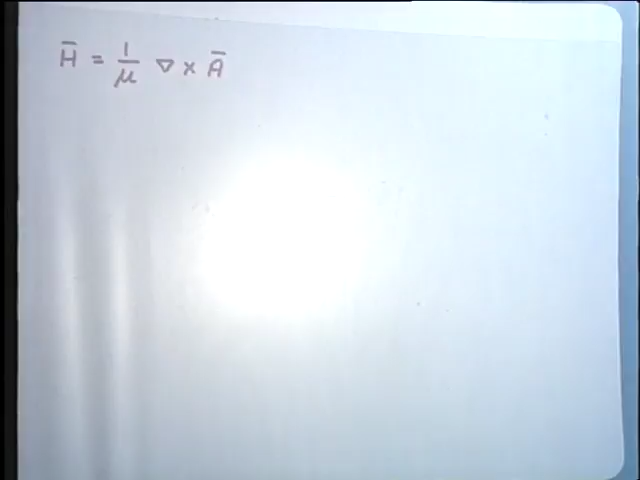 H̄ = 1/μ ∇ × Ā